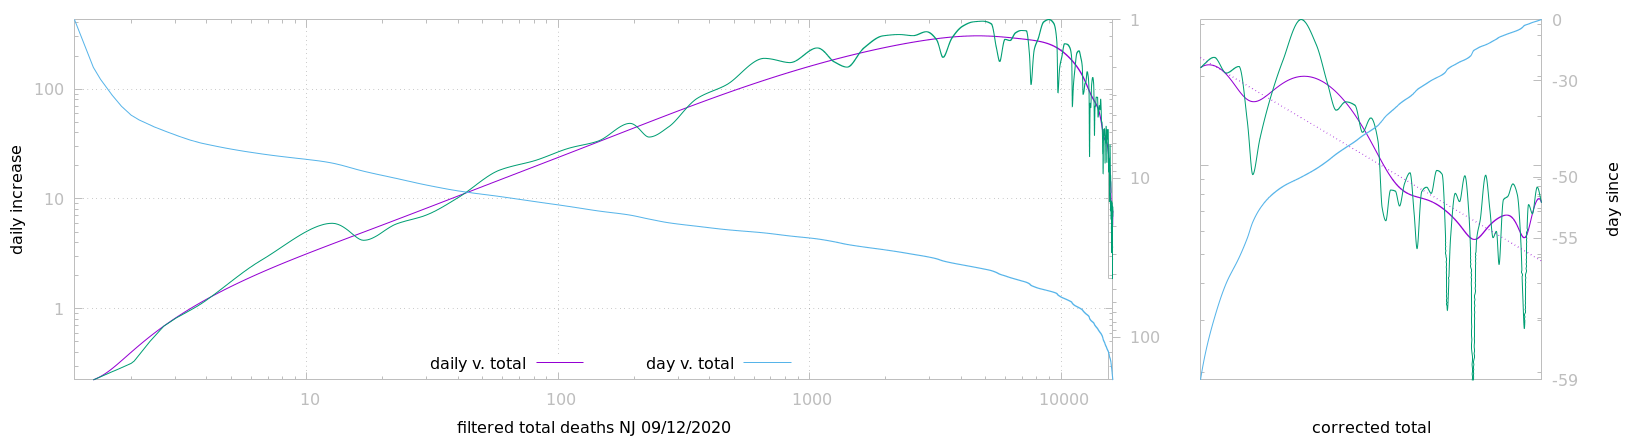 1
0
100
-30
10
10
-50
-55
1
100
daily increase
day since
daily v. total
day v. total
-59
10
100
1000
10000
filtered total deaths NJ 09/12/2020
corrected total